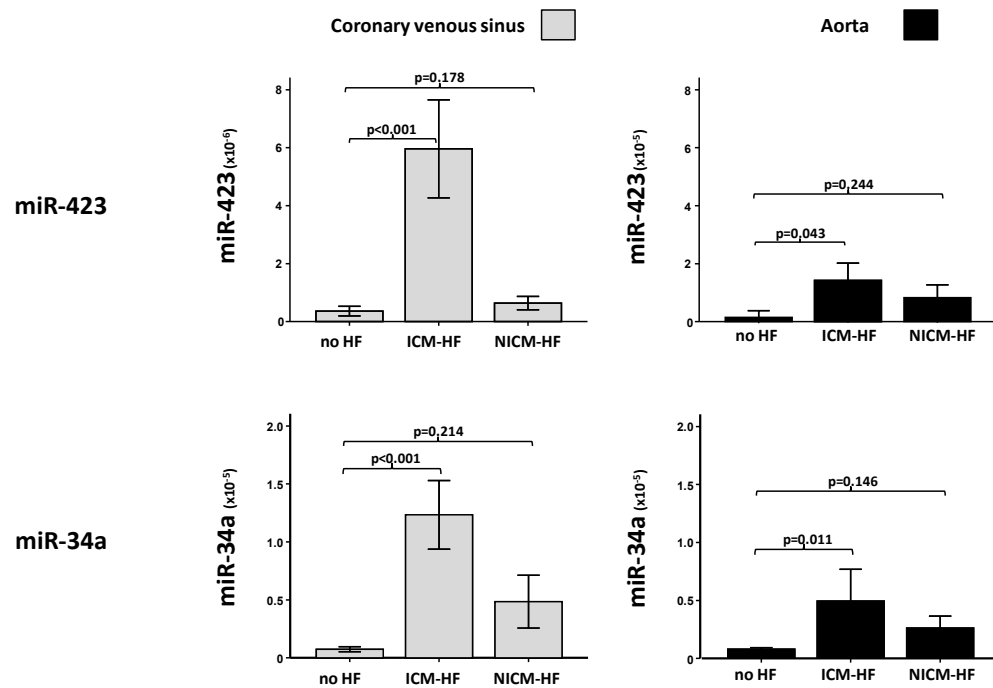 Coronary venous sinus
Aorta
miR-423
miR-423 (x10-6)
8
6
4
2
0
p=0,178
p<0.001
no HF
ICM-HF
NICM-HF
miR-423 (x10-5)
8
6
4
2
0
p=0,244
p=0,043
no HF
ICM-HF
NICM-HF
miR-34a
miR-34a (x10-5)
2.0
1.5
1.0
0.5
0
p=0,214
p<0.001
no HF
ICM-HF
NICM-HF
miR-34a (x10-5)
2.0
1.5
1.0
0.5
0
p=0,146
p=0.011
no HF
ICM-HF
NICM-HF